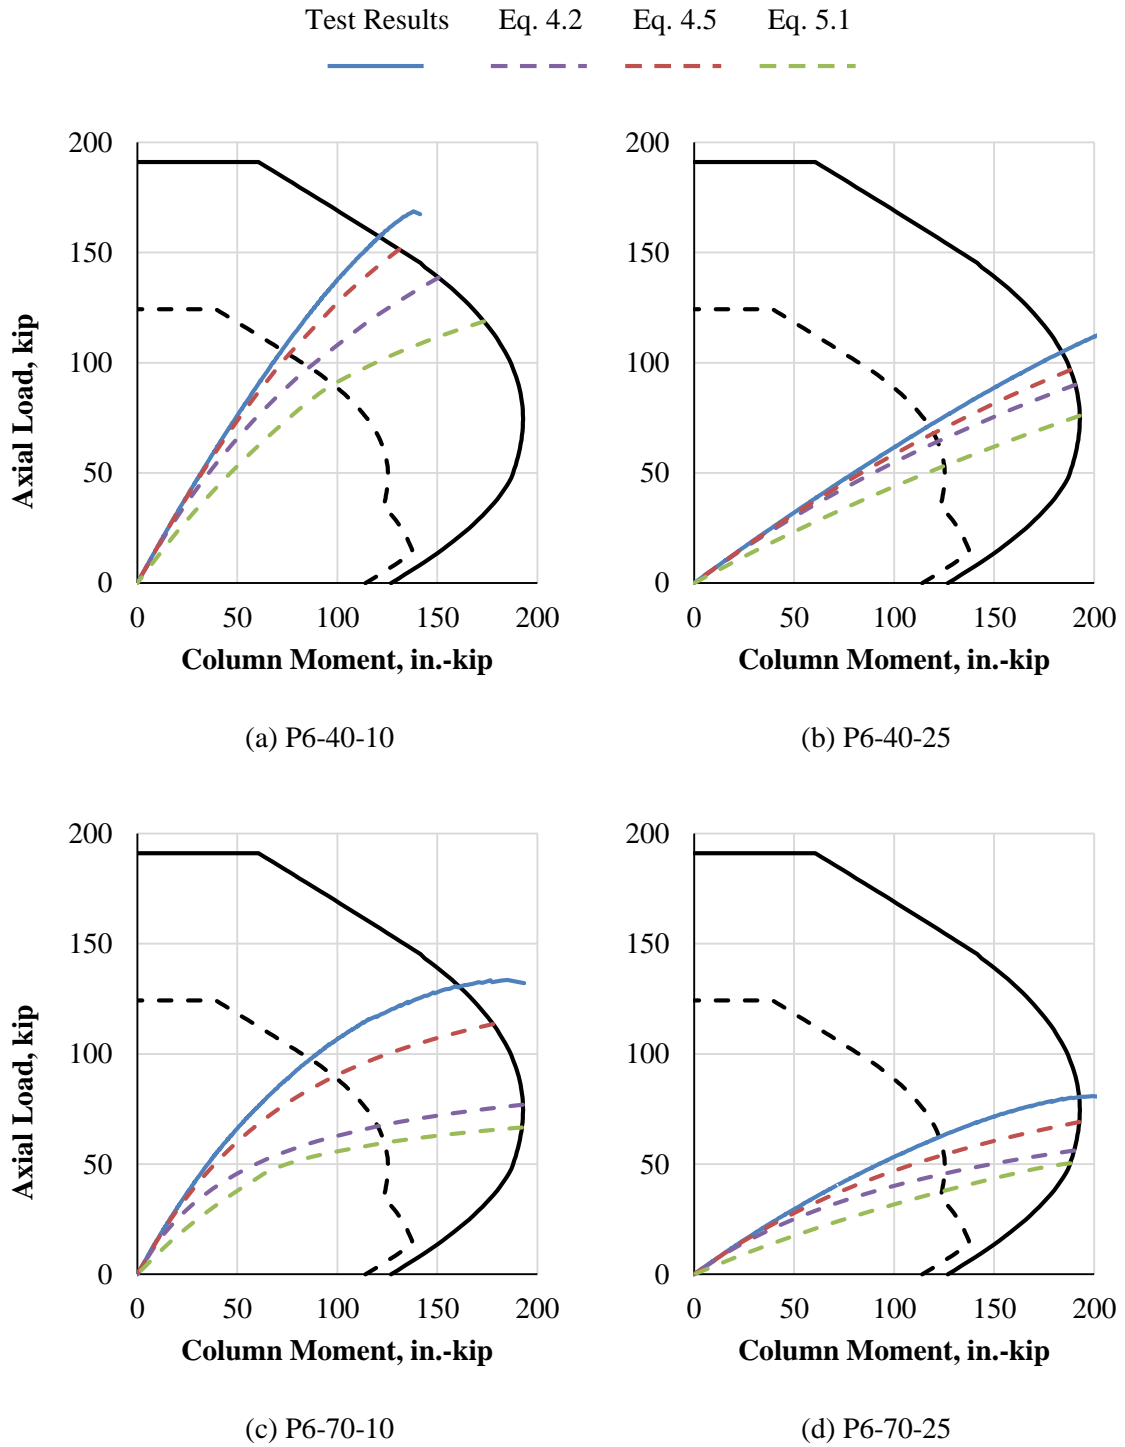 Test Results Eq. 4.2 Eq. 4.5 Eq. 5.1
200 200
150 150
100 100
50 50
0 0
Axial Load, kip
0 50 100 150 200 0 50 100 150 200
Column Moment, in.-kip Column Moment, in.-kip
(a) P6-40-10 (b) P6-40-25
200 200
150 150
100 100
50 50
0 0
Axial Load, kip
0 50 100 150 200 0 50 100 150 200
Column Moment, in.-kip Column Moment, in.-kip
(c) P6-70-10 (d) P6-70-25